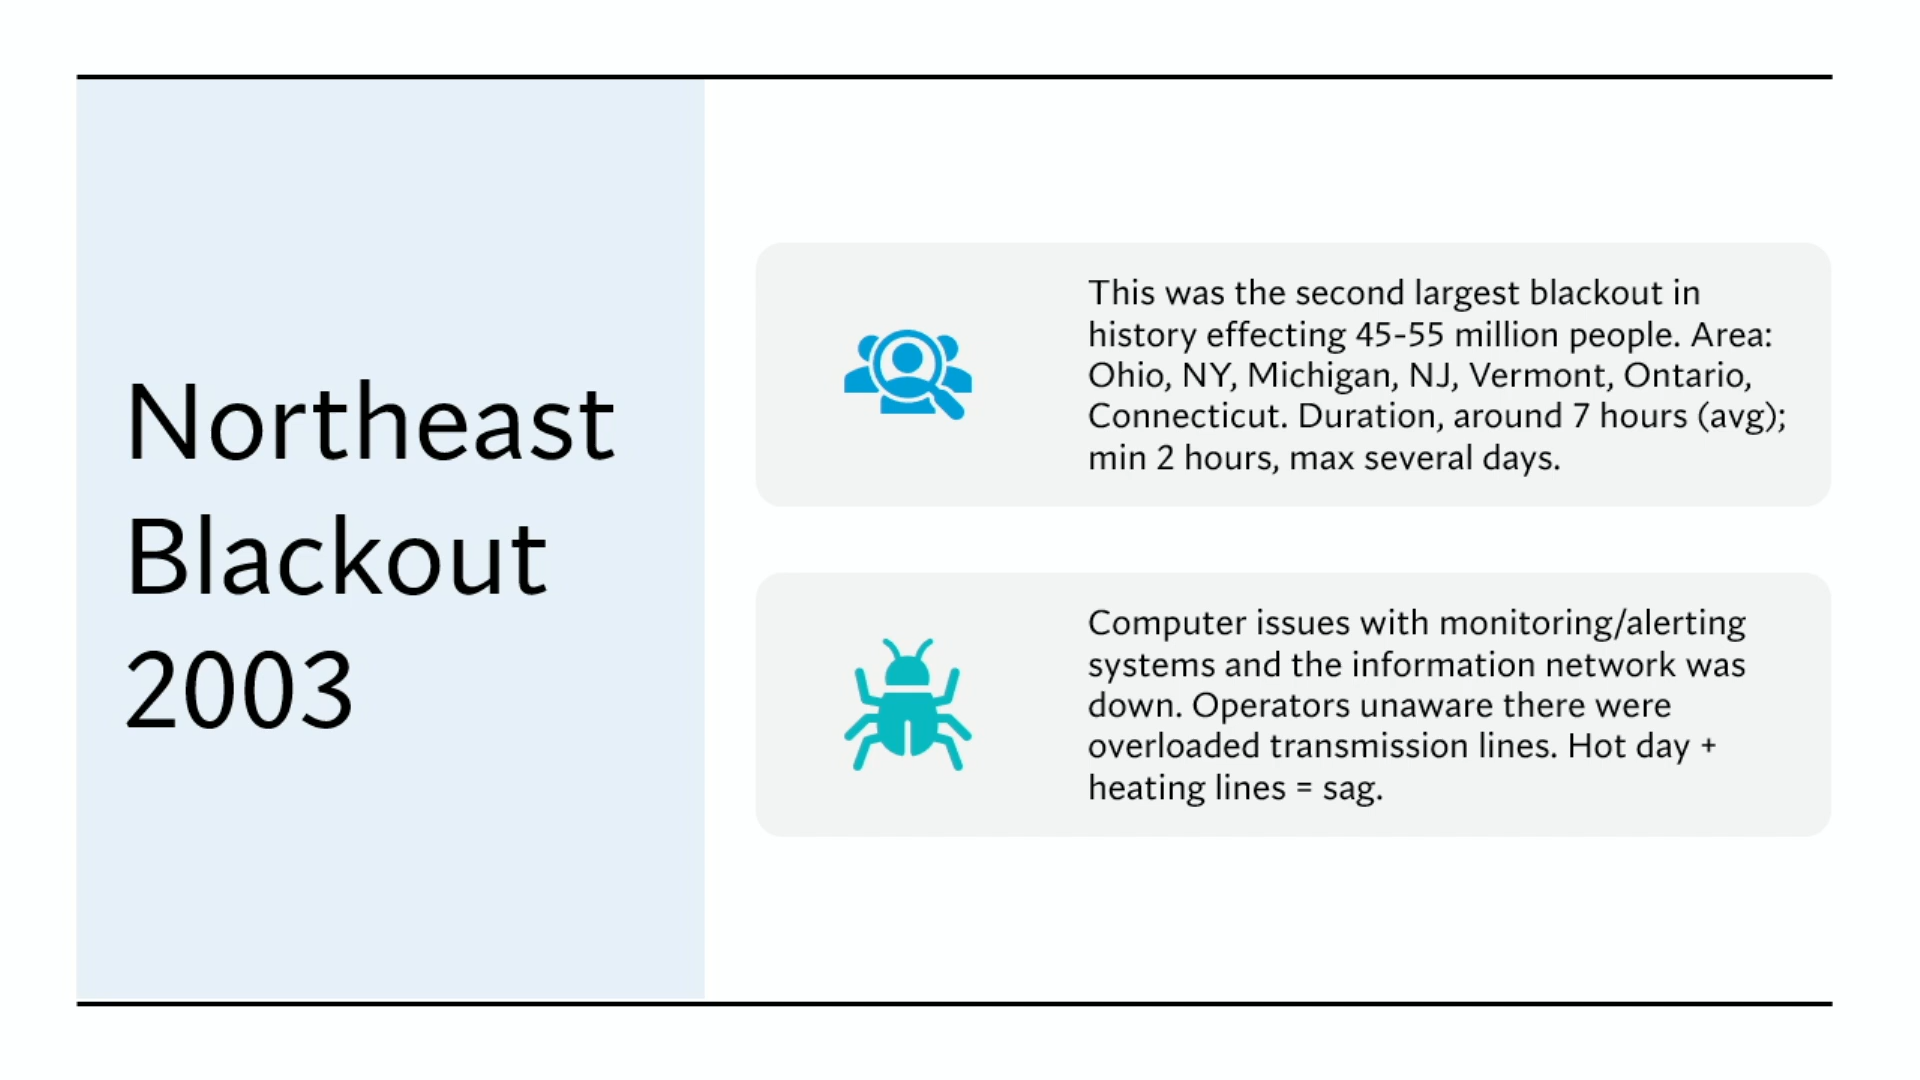 Northeast
Blackout
2003
This was the second largest blackout in
history effecting 45-55 million people. Area:
Ohio, NY, Michigan, NJ, Vermont, Ontario,
Connecticut. Duration, around 7 hours (avg);
min 2 hours, max several days.
Computer issues with monitoring/alerting
systems and the information network was
down. Operators unaware there were
overloaded transmission lines. Hot day +
heating lines = sag.